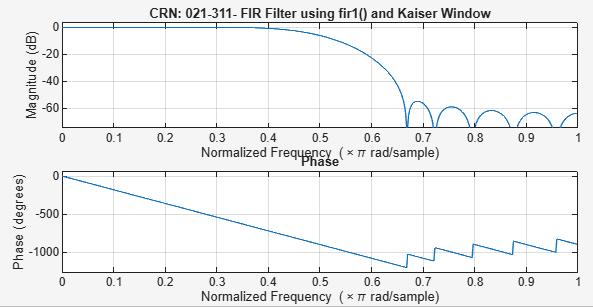 CRN: 021-311- FIR Filter using fir1() and Kaiser Window
Magnitude (dB)
0
-20
-40
-60
0 0.1 0.2 0.3 0.4 0.5 0.6 0.7 0.8 0.9 1
Normalized Frequency (×π rad/sample)
Phase
Phase (degrees)
0
-500
-1000
0 0.1 0.2 0.3 0.4 0.5 0.6 0.7 0.8 0.9 1
Normalized Frequency (×π rad/sample)